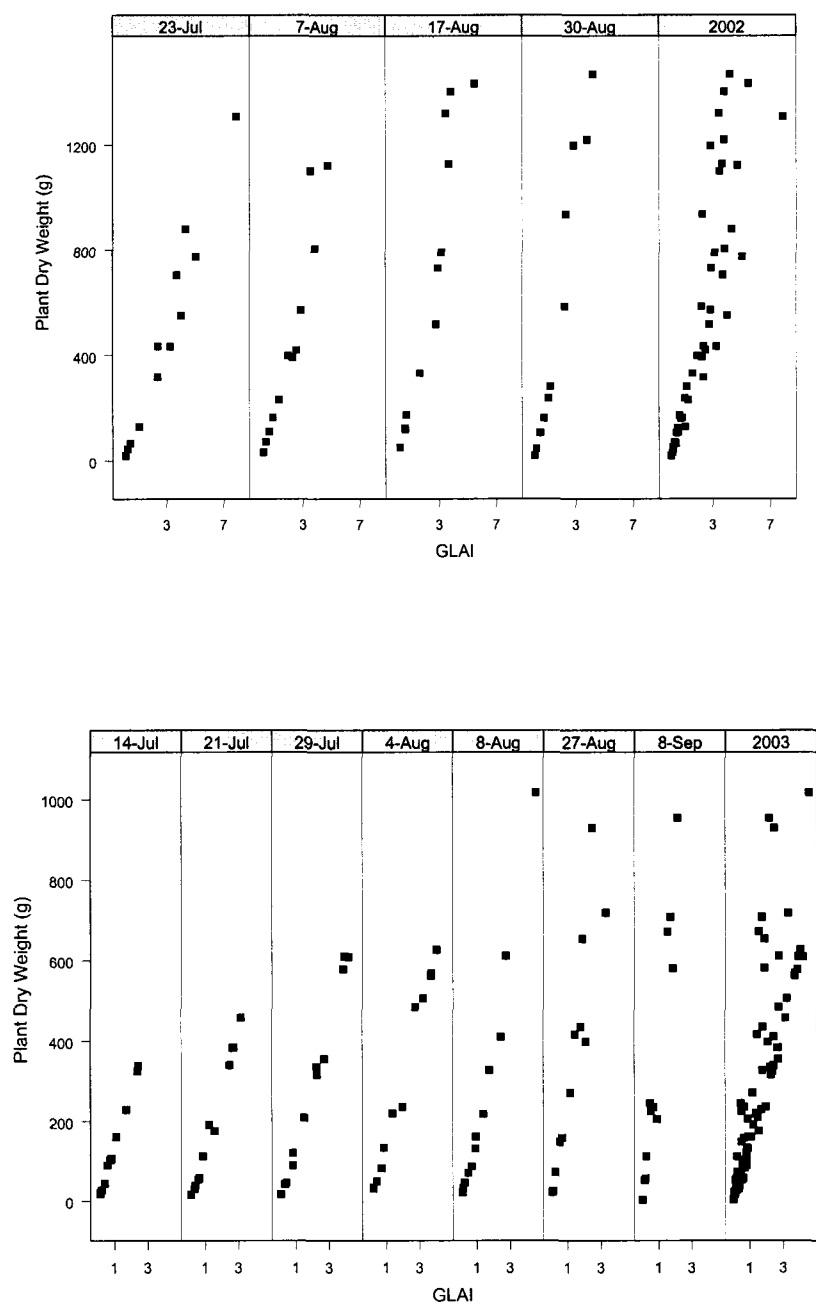 23-Jul 7-Aug 17-Aug 30-Aug 2002
1200
800
400
0
Plant Dry Weight (g)
3 7 3 7 3 7 3 7 3 7
GLAI
14-Jul 21-Jul 29-Jul 4-Aug 8-Aug 27-Aug 8-Sep 2003
1000
800
600
400
200
0
Plant Dry Weight (g)
1 3 1 3 1 3 1 3 1 3 1 3 1 3 1 3
GLAI